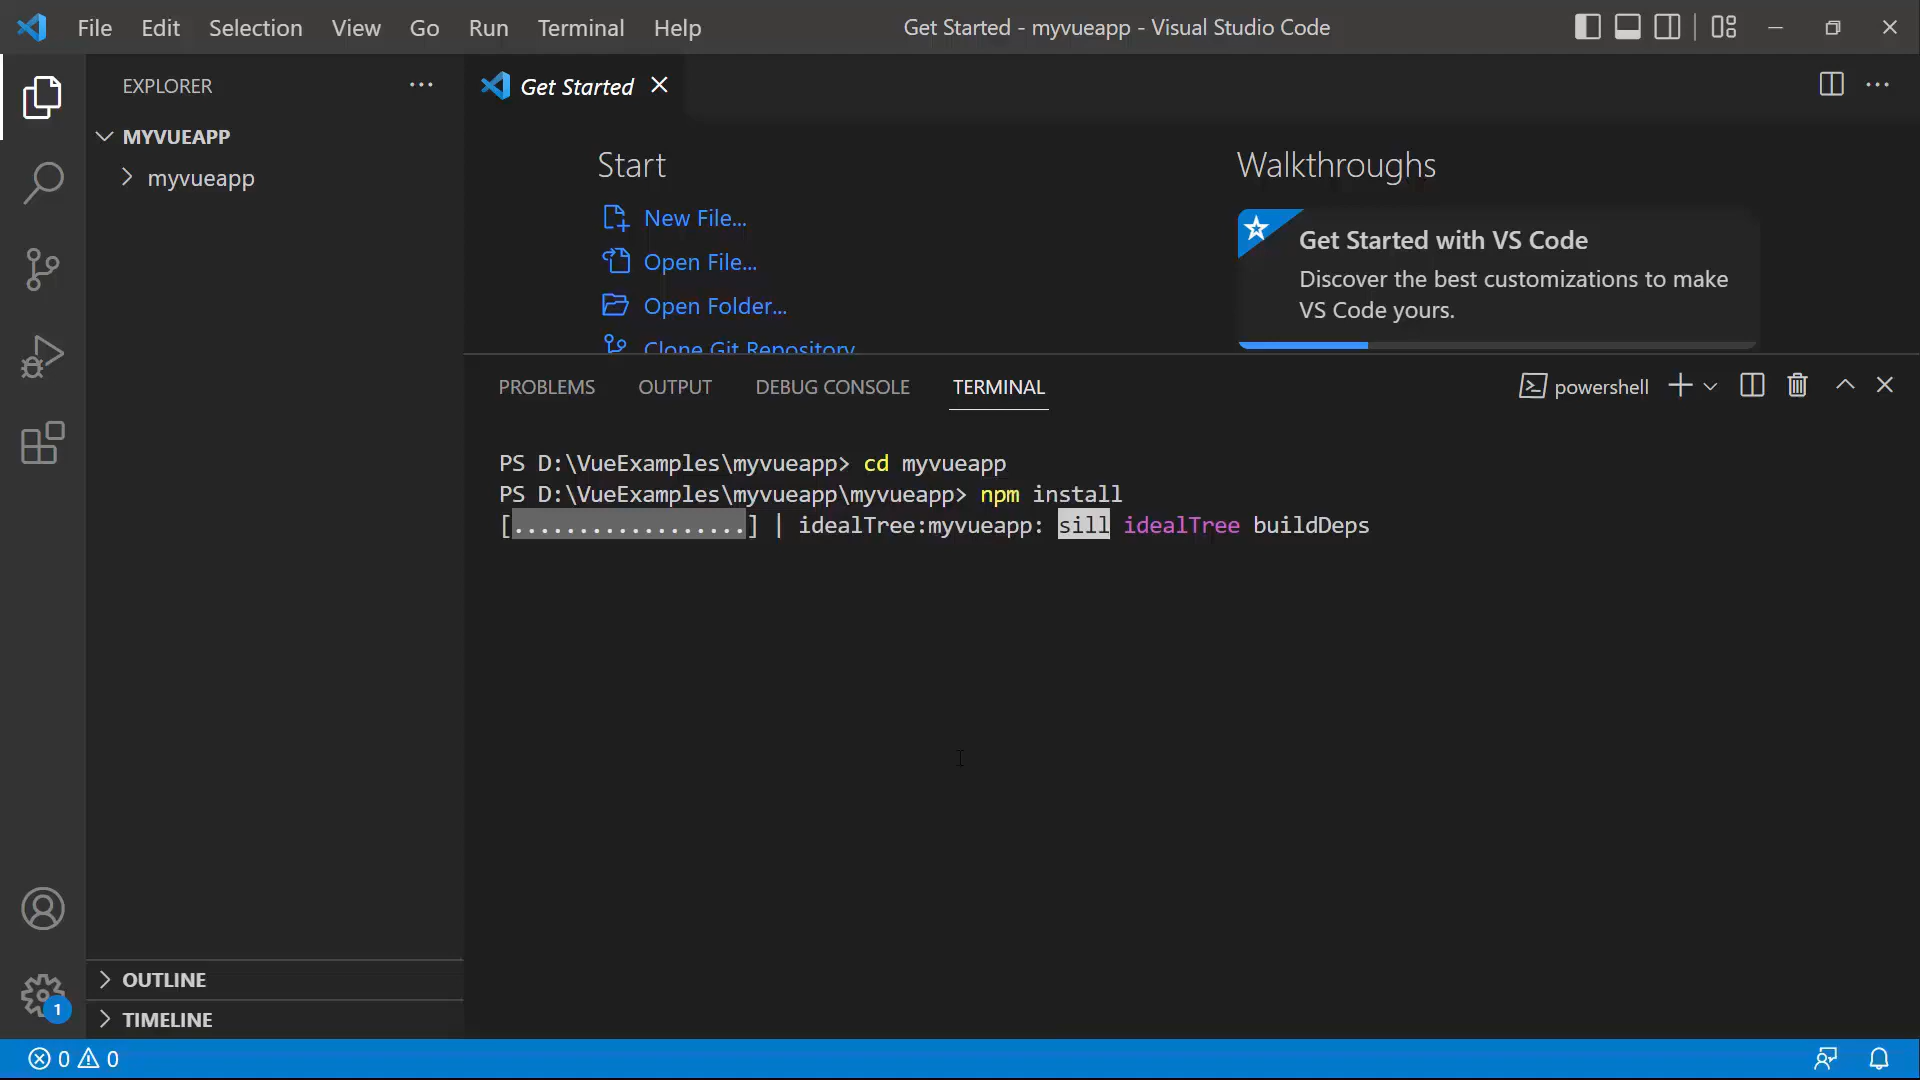 File Edit Selection View Go Run Terminal Help Get Started - myvueapp - Visual Studio Code
EXPLORER
MYVUEAPP
myvueapp
Get Started
Start
New File...
Open File...
Open Folder...
Clone Git Repository
Walkthroughs
Get Started with VS Code
Discover the best customizations to make
VS Code yours.
PROBLEMS OUTPUT DEBUG CONSOLE TERMINAL powershell
PS D:\VueExamples\myvueapp> cd myvueapp
PS D:\VueExamples\myvueapp\myvueapp> npm install
[..................] | idealTree:myvueapp: sill idealTree buildDeps
OUTLINE
TIMELINE
1
0 0